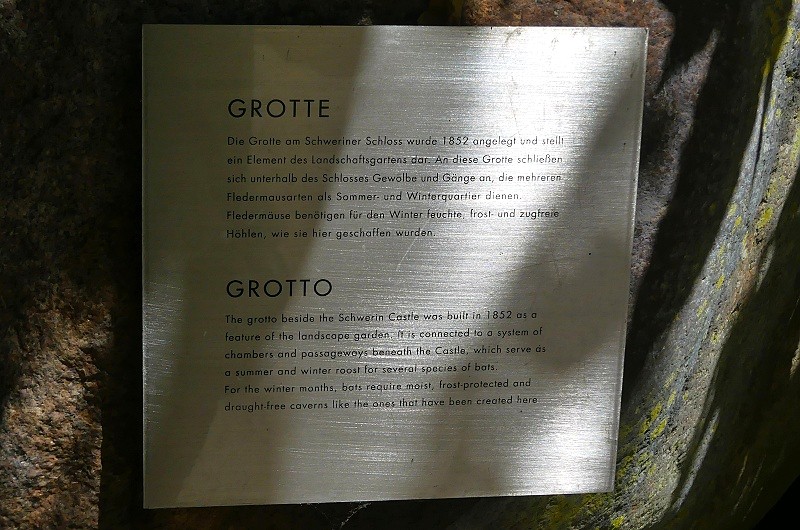 GROTTE
Die Grotte am Schweriner Schloss wurde 1852 angelegt und stellt
ein Element des Landschaftsgartens dar. An diese Grotte schließen
sich unterhalb des Schlosses Gewölbe und Gänge an, die mehreren
Fledermausarten als Sommer- und Winterquartier dienen.
Fledermäuse benötigen für den Winter feuchte, frost- und zugfreie
Höhlen, wie sie hier geschaffen wurden.
GROTTO
The grotto beside the Schwerin Castle was built in 1852 as a
feature of the landscape garden. It is connected to a system of
chambers and passageways beneath the Castle, which serve as
a summer and winter roost for several species of bats.
For the winter months, bats require moist, frost-protected and
draught-free caverns like the ones that have been created here